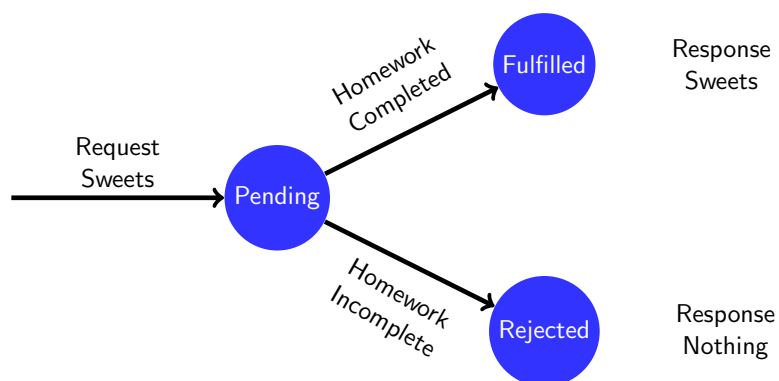 Request
Sweets
Pending
Homework
Completed
Fulfilled
Response
Sweets
Homework
Incomplete
Rejected
Response
Nothing